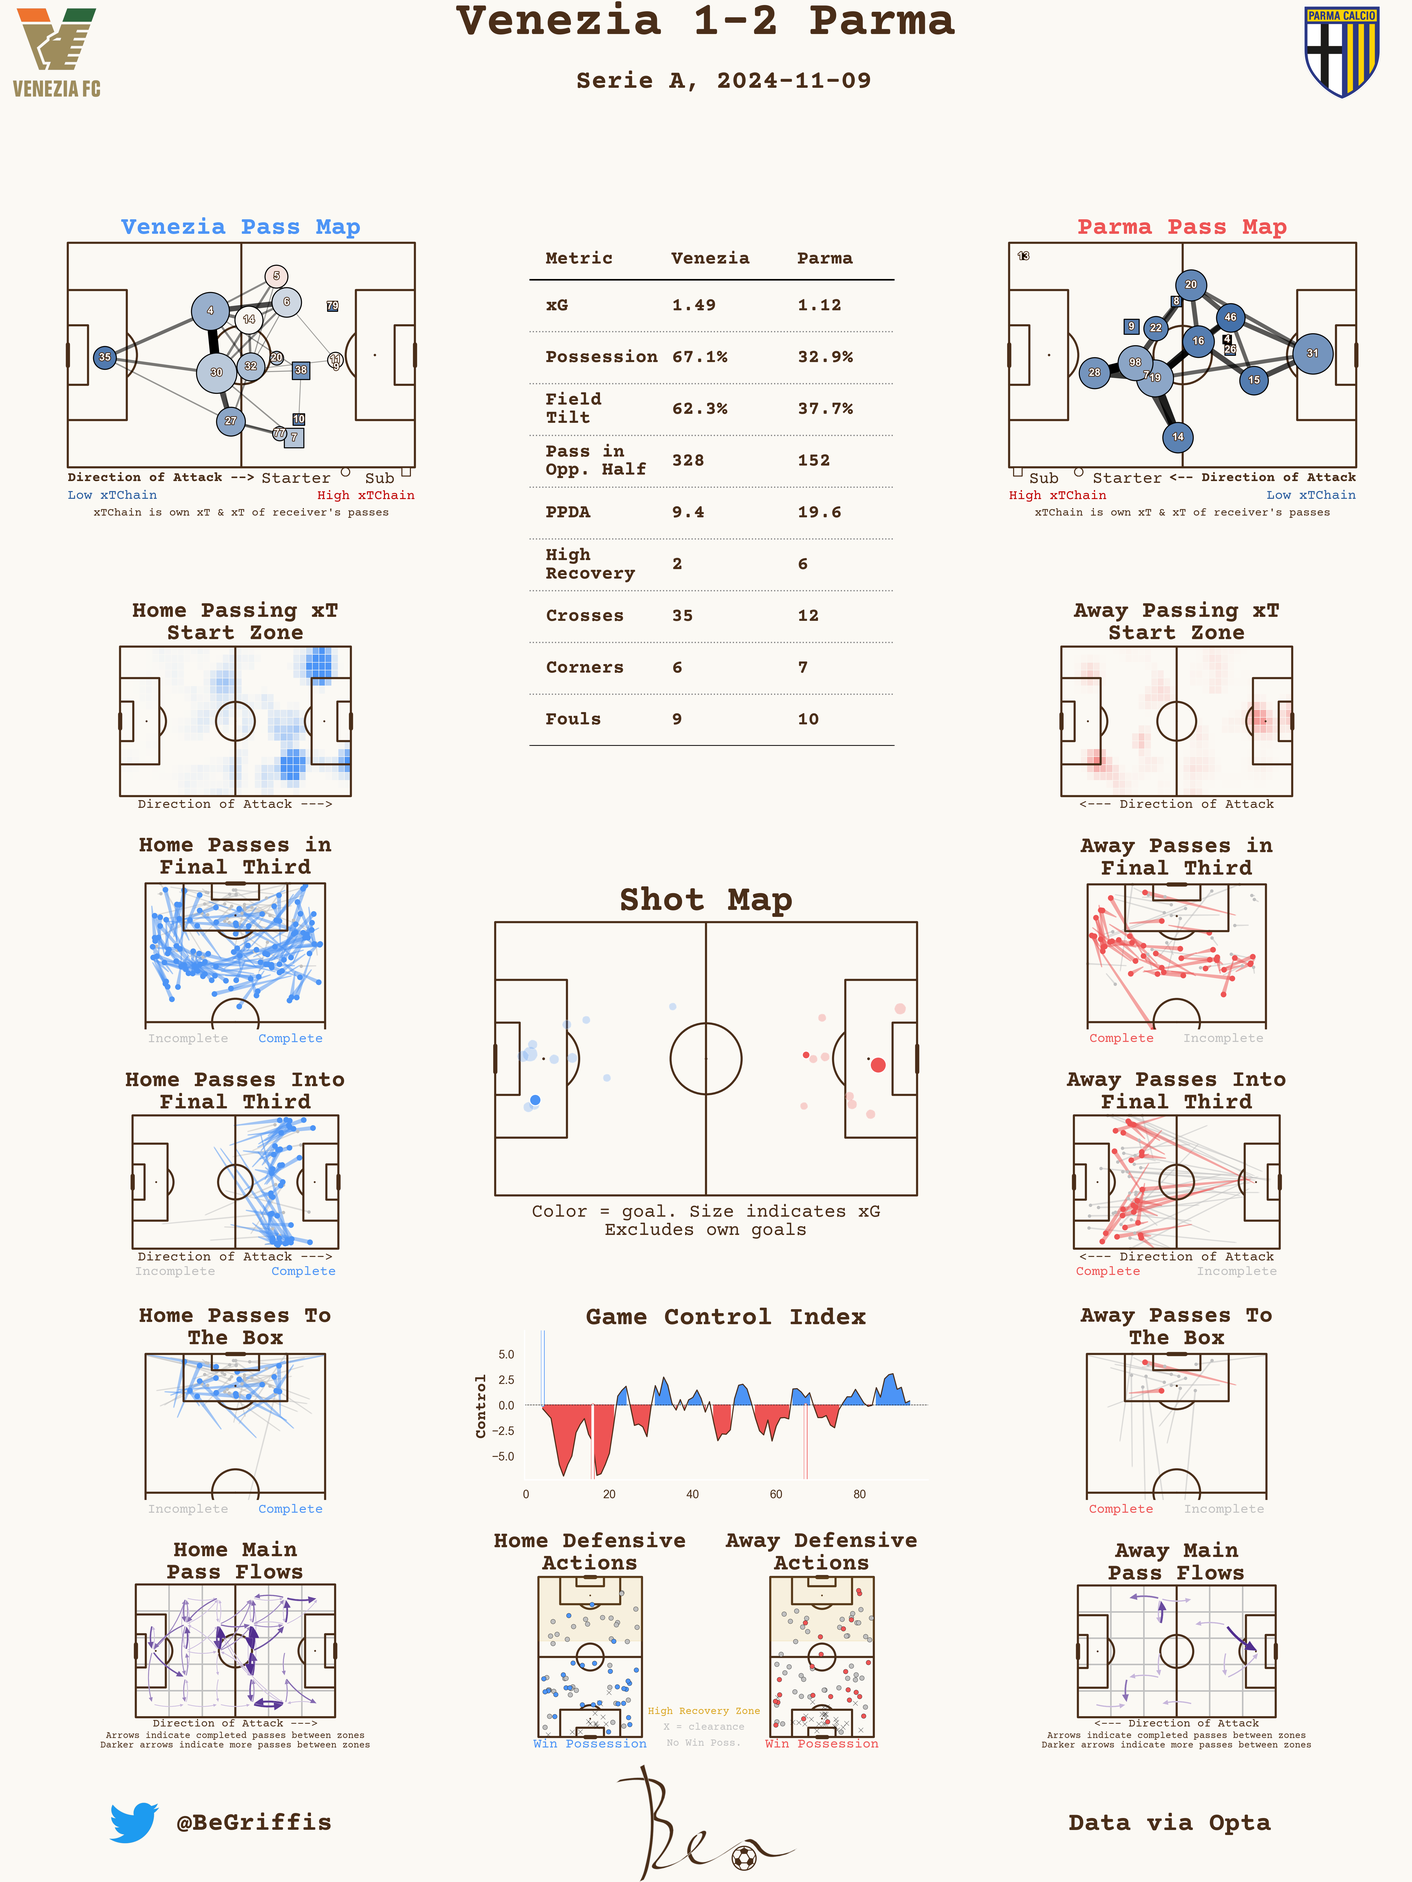 Venezia 1-2 Parma
Serie A, 2024-11-09
VENEZIA FC
PARMA CALCIO
Venezia Pass Map
5
4
6
79
14
35
30
32
20
38
11
9
27
10
77
7
Direction of Attack --> Starter Sub
Low xTChain High xTChain
xTChain is own xT & xT of receiver's passes
Metric Venezia Parma
xG 1.49 1.12
Possession 67.1% 32.9%
Field
Tilt 62.3% 37.7%
Pass in
Opp. Half 328 152
PPDA 9.4 19.6
High
Recovery 2 6
Crosses 35 12
Corners 6 7
Fouls 9 10
Parma Pass Map
13
20
8
46
9
22
16
4
26
31
98
28
7
19
15
14
Sub Starter <-- Direction of Attack
High xTChain Low xTChain
xTChain is own xT & xT of receiver's passes
Home Passing xT
Start Zone
Direction of Attack --->
Away Passing xT
Start Zone
<--- Direction of Attack
Home Passes in
Final Third
Incomplete Complete
Away Passes in
Final Third
Complete Incomplete
Shot Map
Color = goal. Size indicates xG
Excludes own goals
Home Passes Into
Final Third
Direction of Attack --->
Incomplete Complete
Away Passes Into
Final Third
<--- Direction of Attack
Complete Incomplete
Home Passes To
The Box
Incomplete Complete
Game Control Index
Control
5.0
2.5
0.0
−2.5
−5.0
0 20 40 60 80
Away Passes To
The Box
Complete Incomplete
Home Main
Pass Flows
Direction of Attack --->
Arrows indicate completed passes between zones
Darker arrows indicate more passes between zones
Home Defensive
Actions
Win Possession
High Recovery Zone
X = clearance
No Win Poss.
Away Defensive
Actions
Win Possession
Away Main
Pass Flows
<--- Direction of Attack
Arrows indicate completed passes between zones
Darker arrows indicate more passes between zones
@BeGriffis
Ben
Data via Opta